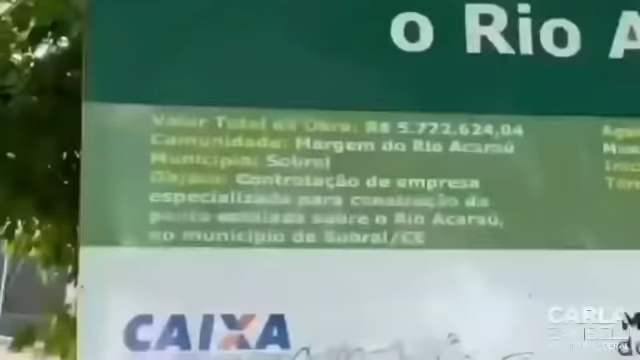 o Rio A
Valor Total da Obra: R$ 5.772.624,04
Comunidade: Margem do Rio Acaraú
Município: Sobral
Objeto: Contratação de empresa
especializada para construção da
ponte estaiada sobre o Rio Acaraú,
no município de Sobral/CE
CAIXA
CARLA